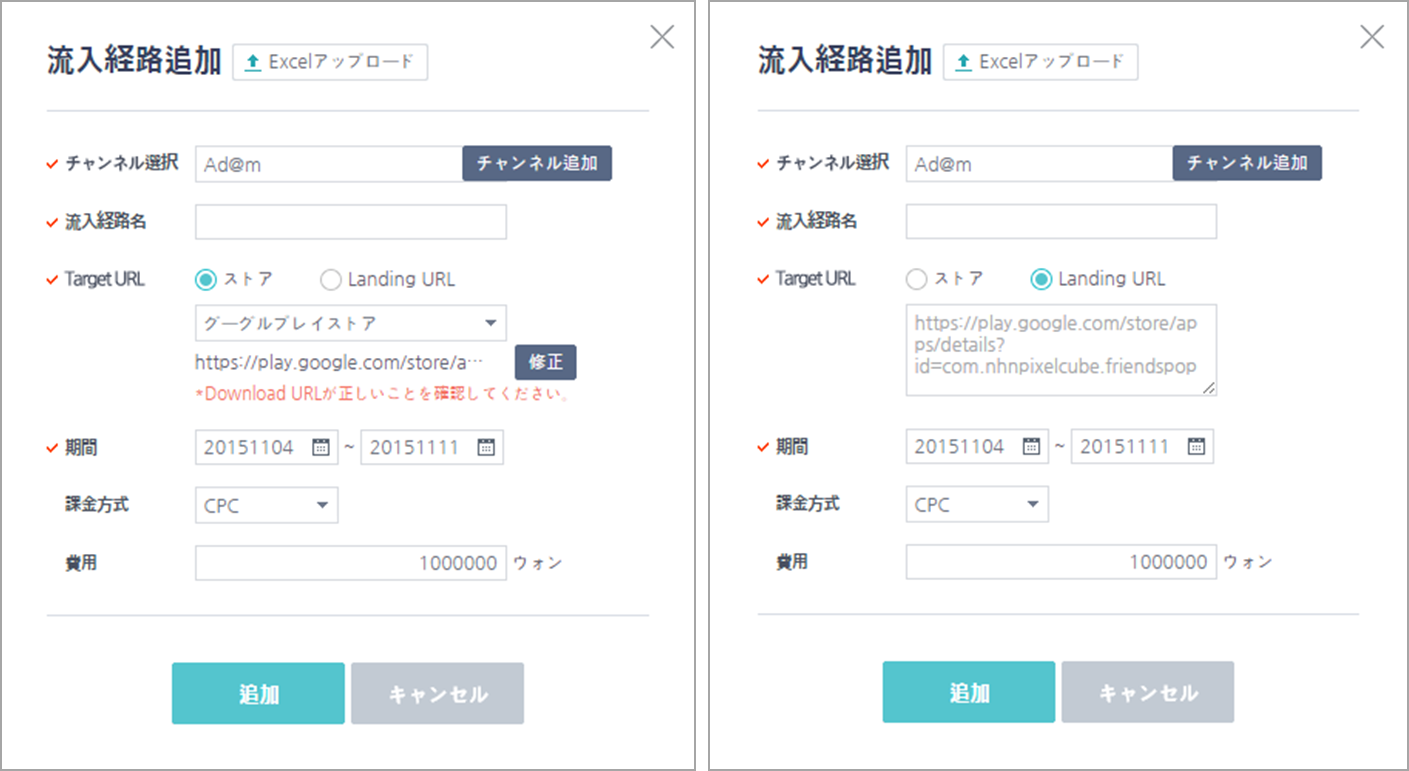 流入経路追加 Excelアップロード
チャンネル選択 Ad@m チャンネル追加
流入経路名
Target URL ストア Landing URL
グーグルプレイストア
https://play.google.com/store/a… 修正
*Download URLが正しいことを確認してください。
期間 20151104 ~ 20151111
課金方式 CPC
費用 1000000 ウォン
追加 キャンセル
流入経路追加 Excelアップロード
チャンネル選択 Ad@m チャンネル追加
流入経路名
Target URL ストア Landing URL
https://play.google.com/store/ap
ps/details?
id=com.nhnpixelcube.friendspop
期間 20151104 ~ 20151111
課金方式 CPC
費用 1000000 ウォン
追加 キャンセル